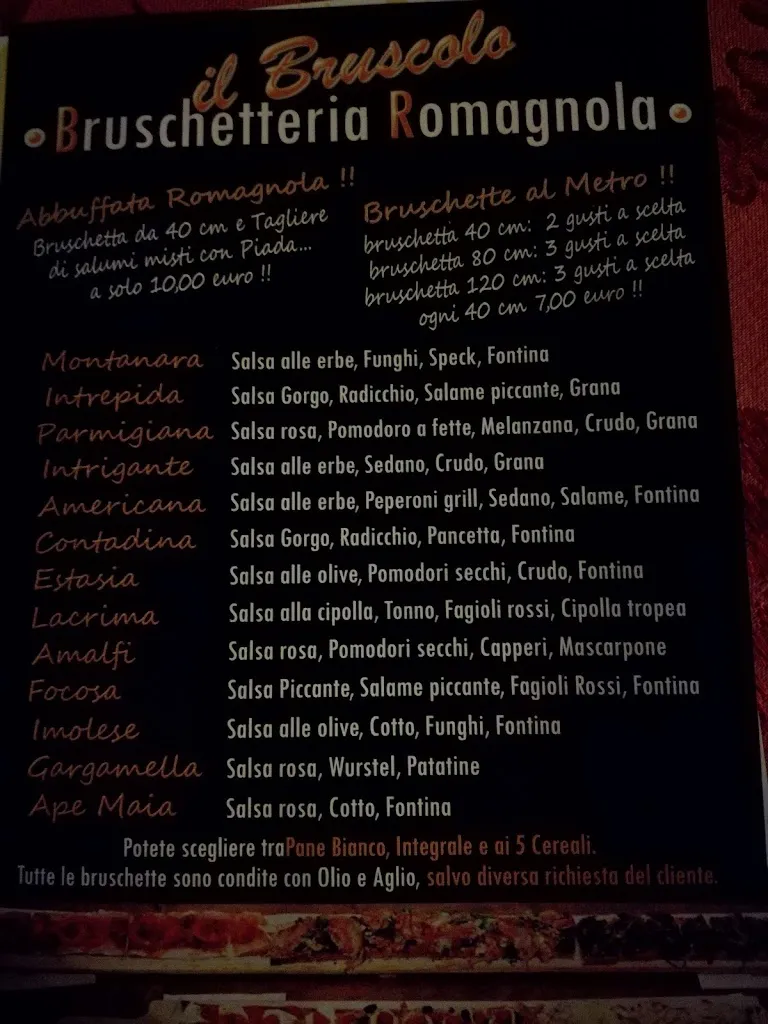 il Bruscolo
Bruschetteria Romagnola
Abbuffata Romagnola !!
Bruschetta da 40 cm e Tagliere
di salumi misti con Piada...
a solo 10,00 euro !!
Bruschette al Metro !!
bruschetta 40 cm: 2 gusti a scelta
bruschetta 80 cm: 3 gusti a scelta
bruschetta 120 cm: 3 gusti a scelta
ogni 40 cm 7,00 euro !!
Montanara Salsa alle erbe, Funghi, Speck, Fontina
Intrepida Salsa Gorgo, Radicchio, Salame piccante, Grana
Parmigiana Salsa rosa, Pomodoro a fette, Melanzana, Crudo, Grana
Intrigante Salsa alle erbe, Sedano, Crudo, Grana
Americana Salsa alle erbe, Peperoni grill, Sedano, Salame, Fontina
Contadina Salsa Gorgo, Radicchio, Pancetta, Fontina
Estasia Salsa alle olive, Pomodori secchi, Crudo, Fontina
Lacrima Salsa alla cipolla, Tonno, Fagioli rossi, Cipolla tropea
Amalfi Salsa rosa, Pomodori secchi, Capperi, Mascarpone
Focosa Salsa Piccante, Salame piccante, Fagioli Rossi, Fontina
Imolese Salsa alle olive, Cotto, Funghi, Fontina
Gargamella Salsa rosa, Wurstel, Patatine
Ape Maia Salsa rosa, Cotto, Fontina
Potete scegliere traPane Bianco, Integrale e ai 5 Cereali.
Tutte le bruschette sono condite con Olio e Aglio, salvo diversa richiesta del cliente.